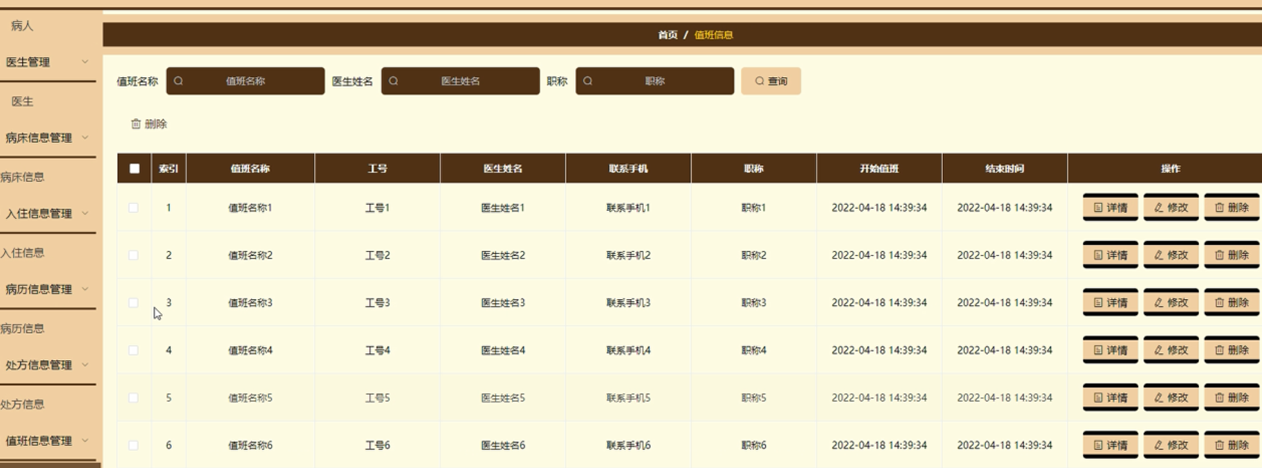 病人
医生管理
医生
病床信息管理
病床信息
入住信息管理
入住信息
病历信息管理
病历信息
处方信息管理
处方信息
值班信息管理
首页 / 值班信息
值班名称 值班名称 医生姓名 医生姓名 职称 职称 查询
删除
索引 值班名称 工号 医生姓名 联系手机 职称 开始值班 结束时间 操作
1 值班名称1 工号1 医生姓名1 联系手机1 职称1 2022-04-18 14:39:34 2022-04-18 14:39:34 详情 修改 删除
2 值班名称2 工号2 医生姓名2 联系手机2 职称2 2022-04-18 14:39:34 2022-04-18 14:39:34 详情 修改 删除
3 值班名称3 工号3 医生姓名3 联系手机3 职称3 2022-04-18 14:39:34 2022-04-18 14:39:34 详情 修改 删除
4 值班名称4 工号4 医生姓名4 联系手机4 职称4 2022-04-18 14:39:34 2022-04-18 14:39:34 详情 修改 删除
5 值班名称5 工号5 医生姓名5 联系手机5 职称5 2022-04-18 14:39:34 2022-04-18 14:39:34 详情 修改 删除
6 值班名称6 工号6 医生姓名6 联系手机6 职称6 2022-04-18 14:39:34 2022-04-18 14:39:34 详情 修改 删除